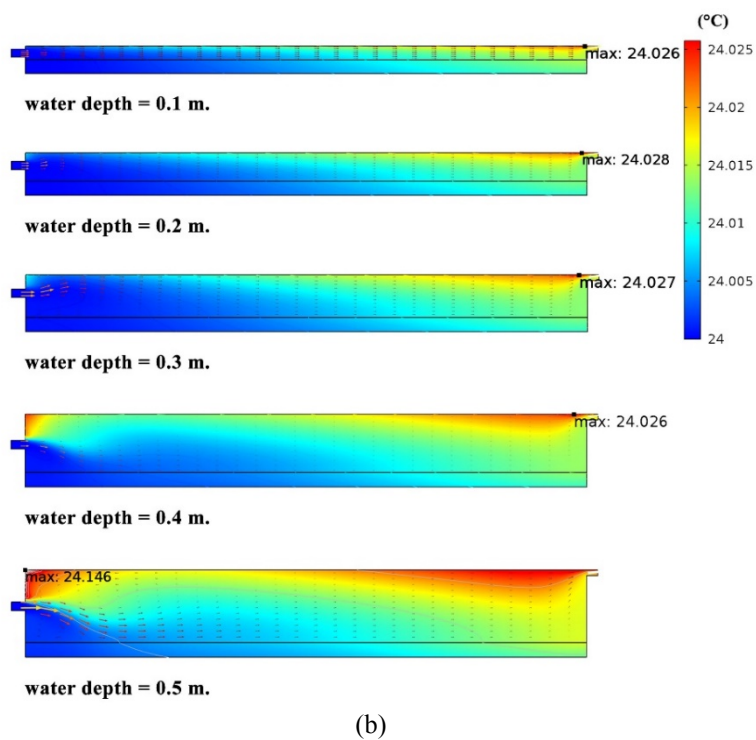 (°C)
24.025
24.02
24.015
24.01
24.005
24
max: 24.026
water depth = 0.1 m.
max: 24.028
water depth = 0.2 m.
max: 24.027
water depth = 0.3 m.
max: 24.026
water depth = 0.4 m.
max: 24.146
water depth = 0.5 m.
(b)